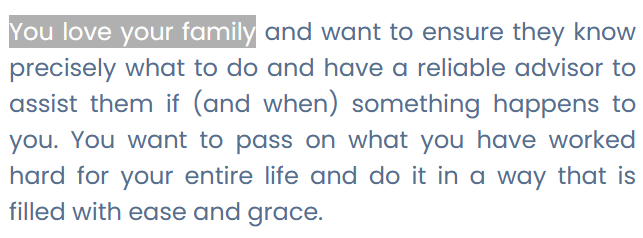 You love your family and want to ensure they know
precisely what to do and have a reliable advisor to
assist them if (and when) something happens to
you. You want to pass on what you have worked
hard for your entire life and do it in a way that is
filled with ease and grace.